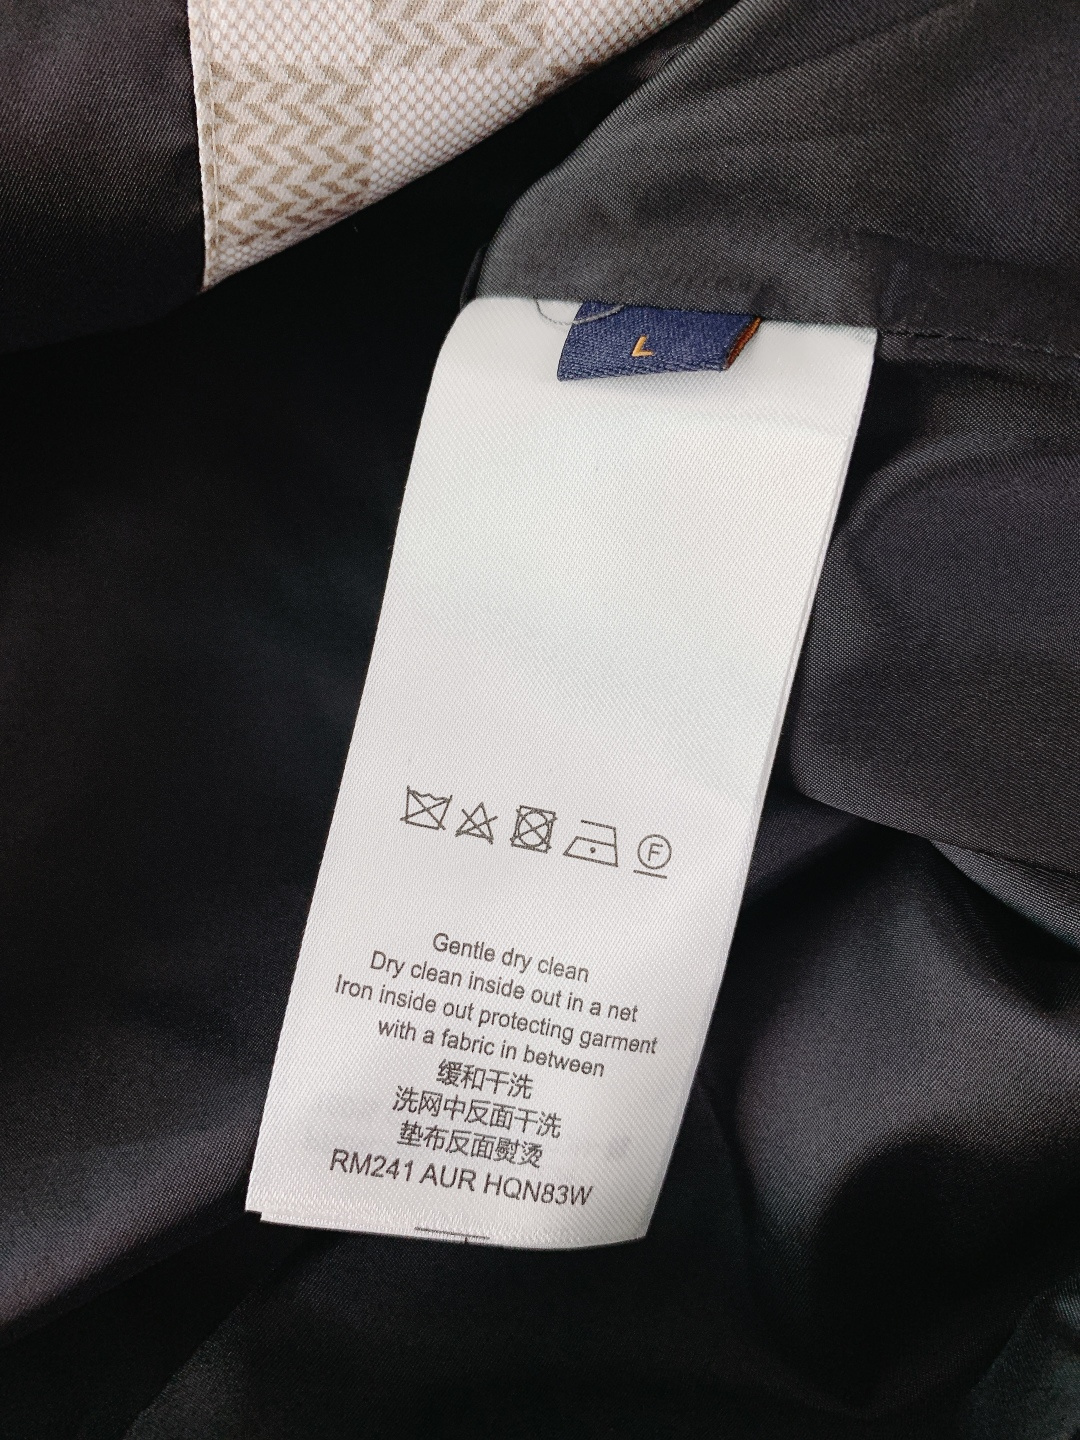 L
F
Gentle dry clean
Dry clean inside out in a net
Iron inside out protecting garment
with a fabric in between
缓和干洗
洗网中反面干洗
垫布反面熨烫
RM241 AUR HQN83W